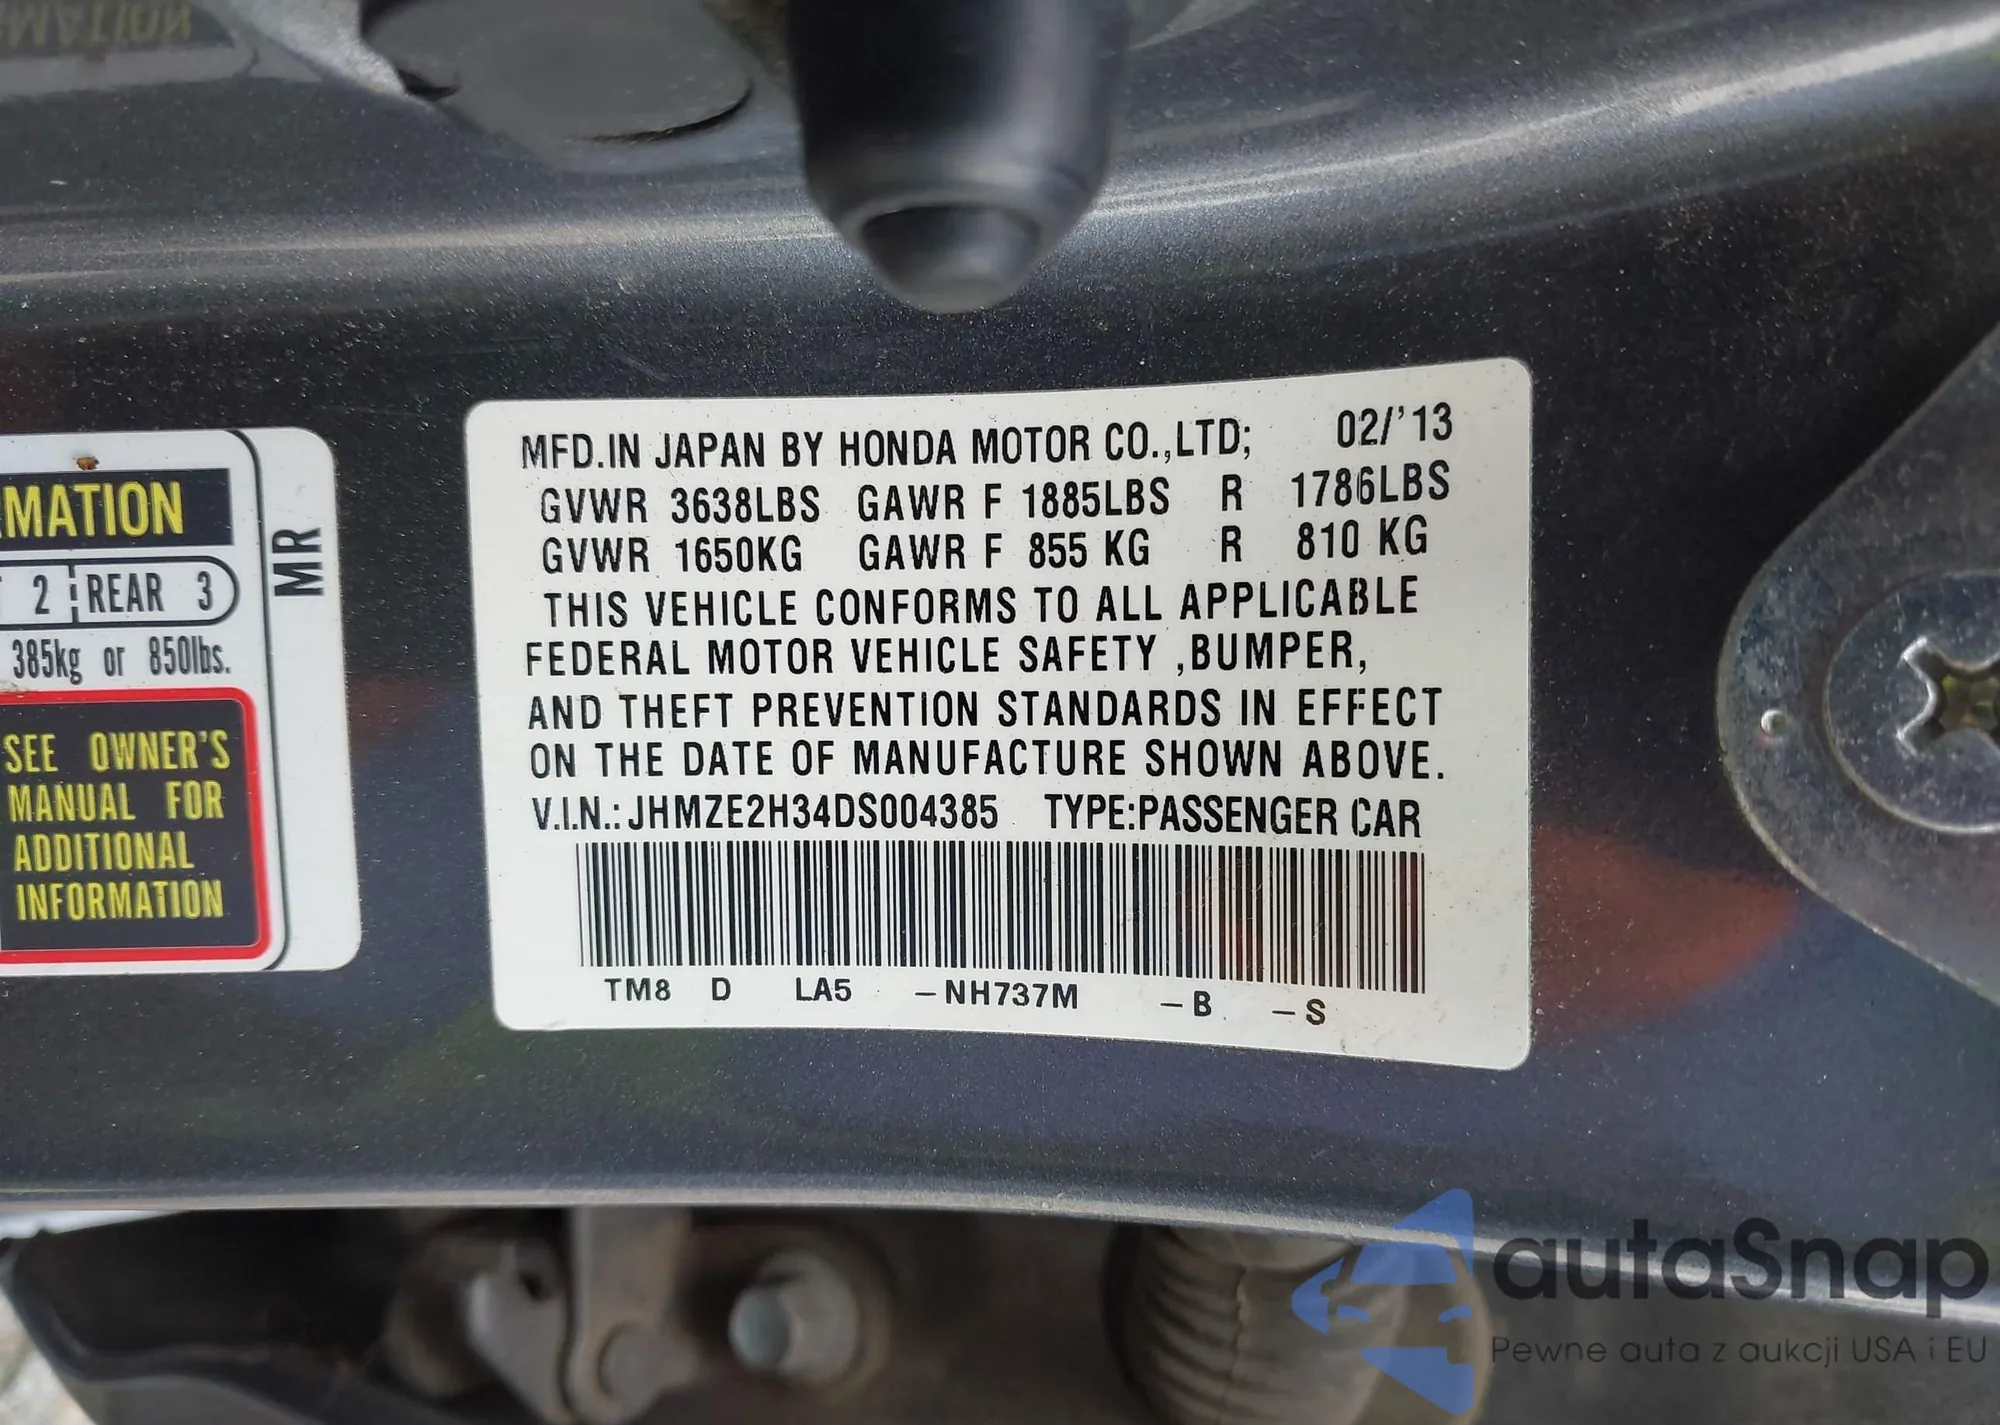 MATION
2 REAR 3
385kg or 850lbs.
SEE OWNER'S
MANUAL FOR
ADDITIONAL
INFORMATION
MR
MFD.IN JAPAN BY HONDA MOTOR CO.,LTD; 02/'13
GVWR 3638LBS GAWR F 1885LBS R 1786LBS
GVWR 1650KG GAWR F 855 KG R 810 KG
THIS VEHICLE CONFORMS TO ALL APPLICABLE
FEDERAL MOTOR VEHICLE SAFETY ,BUMPER,
AND THEFT PREVENTION STANDARDS IN EFFECT
ON THE DATE OF MANUFACTURE SHOWN ABOVE.
V.I.N.: JHMZE2H34DS004385 TYPE:PASSENGER CAR
TM8 D LA5 –NH737M –B –S
autaSnap
Pewne auta z aukcji USA i EU